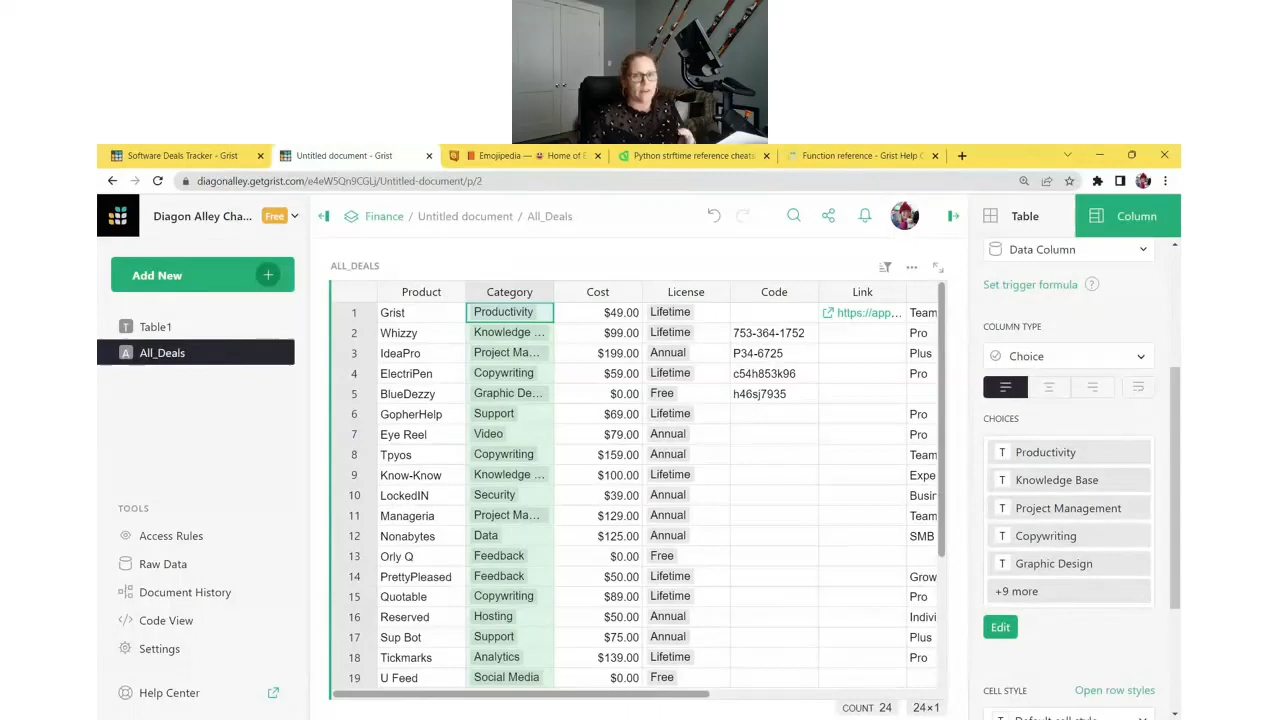 Software Deals Tracker - Grist
Untitled document - Grist
Emojipedia — Home of E
Python strftime reference cheats
Function reference - Grist Help C
diagonalley.getgrist.com/e4eW5Qn9CGLj/Untitled-document/p/2
Diagon Alley Cha... Free
Finance / Untitled document / All_Deals
Table
Column
Add New
Table1
All_Deals
TOOLS
Access Rules
Raw Data
Document History
Code View
Settings
Help Center
ALL_DEALS
Product Category Cost License Code Link
1 Grist Productivity $49.00 Lifetime https://app... Team
2 Whizzy Knowledge ... $99.00 Lifetime 753-364-1752 Pro
3 IdeaPro Project Ma... $199.00 Annual P34-6725 Plus
4 ElectriPen Copywriting $59.00 Lifetime c54h853k96 Pro
5 BlueDezzy Graphic De... $0.00 Free h46sj7935
6 GopherHelp Support $69.00 Lifetime Pro
7 Eye Reel Video $79.00 Annual Pro
8 Tpyos Copywriting $159.00 Annual Team
9 Know-Know Knowledge ... $100.00 Lifetime Expe
10 LockedIN Security $39.00 Annual Busin
11 Manageria Project Ma... $129.00 Annual Team
12 Nonabytes Data $125.00 Annual SMB
13 Orly Q Feedback $0.00 Free
14 PrettyPleased Feedback $50.00 Lifetime Grow
15 Quotable Copywriting $89.00 Lifetime Pro
16 Reserved Hosting $50.00 Annual Indivi
17 Sup Bot Support $75.00 Annual Plus
18 Tickmarks Analytics $139.00 Lifetime Pro
19 U Feed Social Media $0.00 Free
COUNT 24 24×1
Data Column
Set trigger formula
COLUMN TYPE
Choice
CHOICES
T Productivity
T Knowledge Base
T Project Management
T Copywriting
T Graphic Design
+9 more
Edit
CELL STYLE
Open row styles
T Default cell style